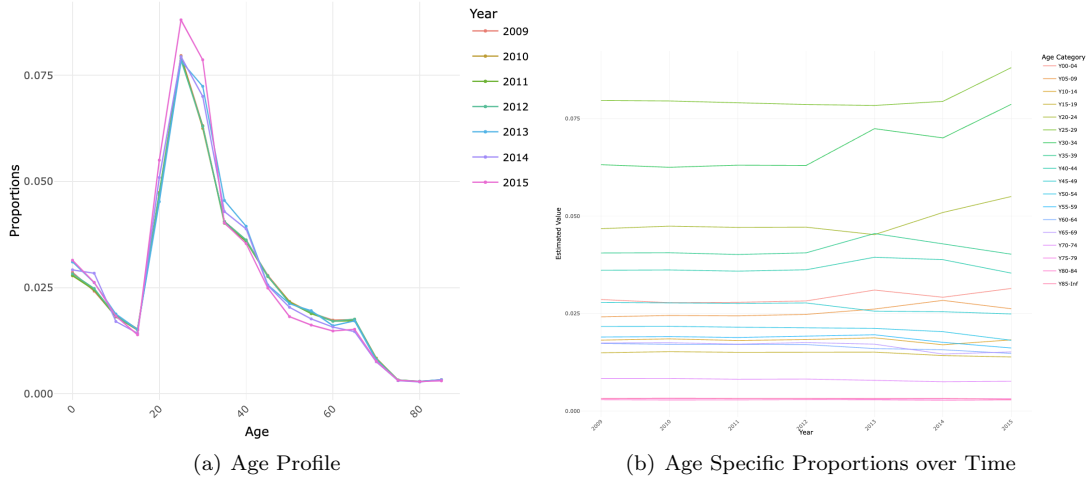 Year
2009
2010
2011
2012
2013
2014
2015
0.075
0.050
0.025
0.000
Proportions
0
20
40
60
80
Age
(a) Age Profile
Age Category
Y00-04
Y05-09
Y10-14
Y15-19
Y20-24
Y25-29
Y30-34
Y35-39
Y40-44
Y45-49
Y50-54
Y55-59
Y60-64
Y65-69
Y70-74
Y75-79
Y80-84
Y85-Inf
0.075
0.050
0.025
0.000
Estimated Value
2009
2010
2011
2012
2013
2014
2015
Year
(b) Age Specific Proportions over Time